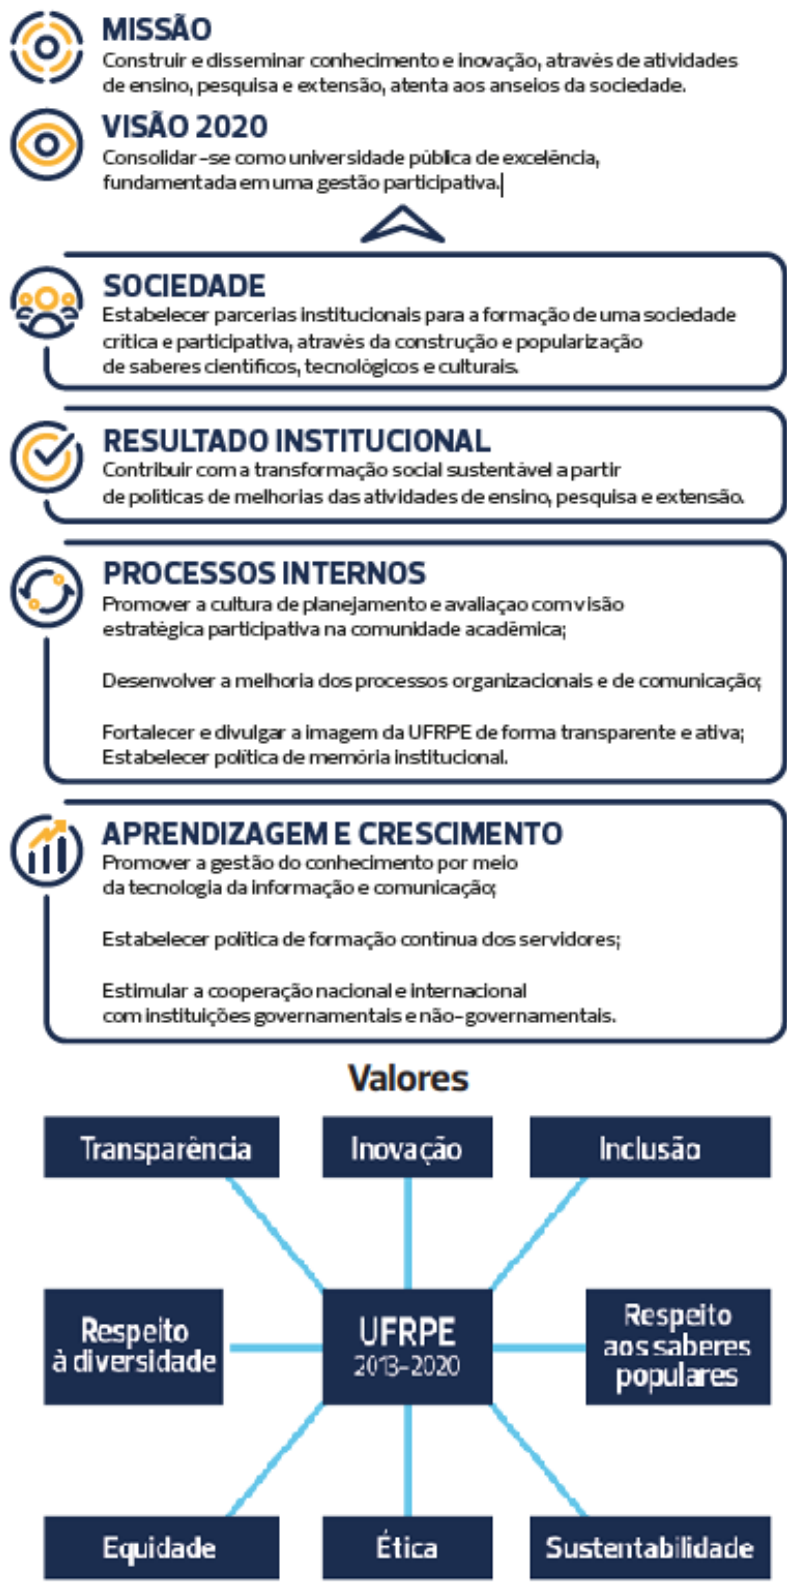 MISSÃO
Construir e disseminar conhecimento e inovação, através de atividades
de ensino, pesquisa e extensão, atenta aos anseios da sociedade.
VISÃO 2020
Consolidar-se como universidade pública de excelência,
fundamentada em uma gestão participativa.
SOCIEDADE
Estabelecer parcerias institucionais para a formação de uma sociedade
crítica e participativa, através da construção e popularização
de saberes científicos, tecnológicos e culturais.
RESULTADO INSTITUCIONAL
Contribuir com a transformação social sustentável a partir
de políticas de melhorias das atividades de ensino, pesquisa e extensão.
PROCESSOS INTERNOS
Promover a cultura de planejamento e avaliaçao com visão
estratégica participativa na comunidade acadêmica;
Desenvolver a melhoria dos processos organizacionais e de comunicação;
Fortalecer e divulgar a imagem da UFRPE de forma transparente e ativa;
Estabelecer política de memória institucional.
APRENDIZAGEM E CRESCIMENTO
Promover a gestão do conhecimento por meio
da tecnologia da informação e comunicação;
Estabelecer política de formação contínua dos servidores;
Estimular a cooperação nacional e internacional
com instituições governamentais e não-governamentais.
Valores
Transparência
Inovação
Inclusão
Respeito
à diversidade
UFRPE
2013-2020
Respeito
aos saberes
populares
Equidade
Ética
Sustentabilidade